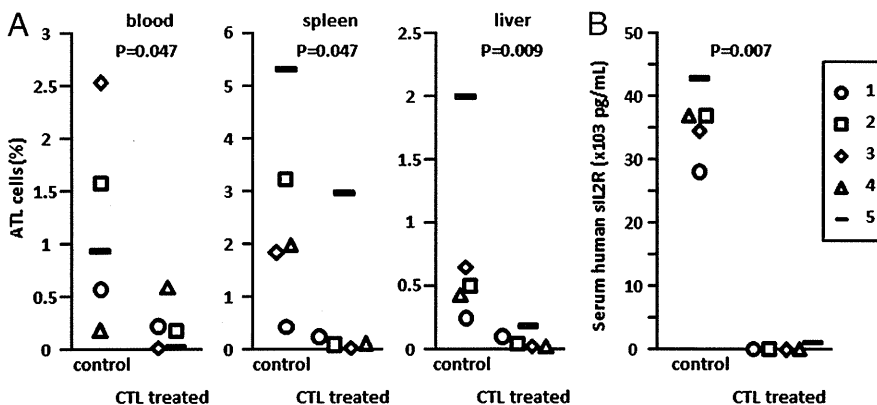 A
blood
P=0.047
3
2.5
2
1.5
1
0.5
0
ATL cells(%)
control
CTL treated
spleen
P=0.047
6
5
4
3
2
1
0
control
CTL treated
liver
P=0.009
2.5
2
1.5
1
0.5
0
control
CTL treated
B
P=0.007
50
40
30
20
10
0
Serum human sIL2R (x103 pg/mL)
control
CTL treated
1
2
3
4
5